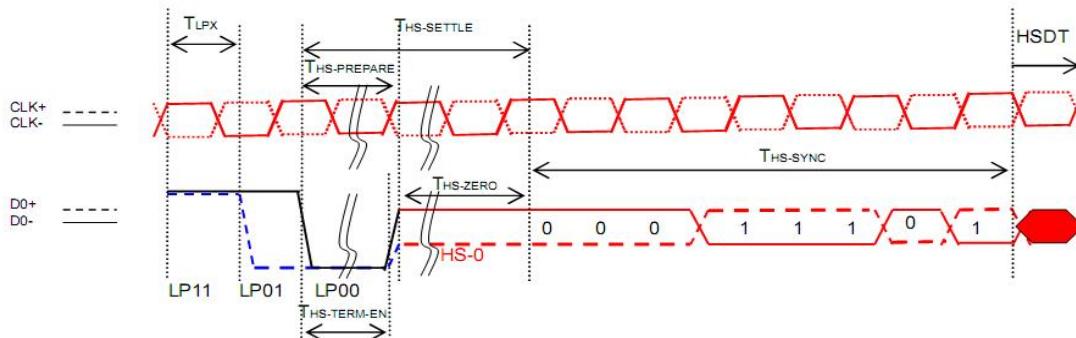 TLPX
THS-SETTLE
HSDT
THS-PREPARE
CLK+
CLK-
THS-SYNC
THS-ZERO
D0+
D0-
0 0 0 1 1 1 0 1
HS-0
LP11 LP01 LP00
THS-TERM-EN